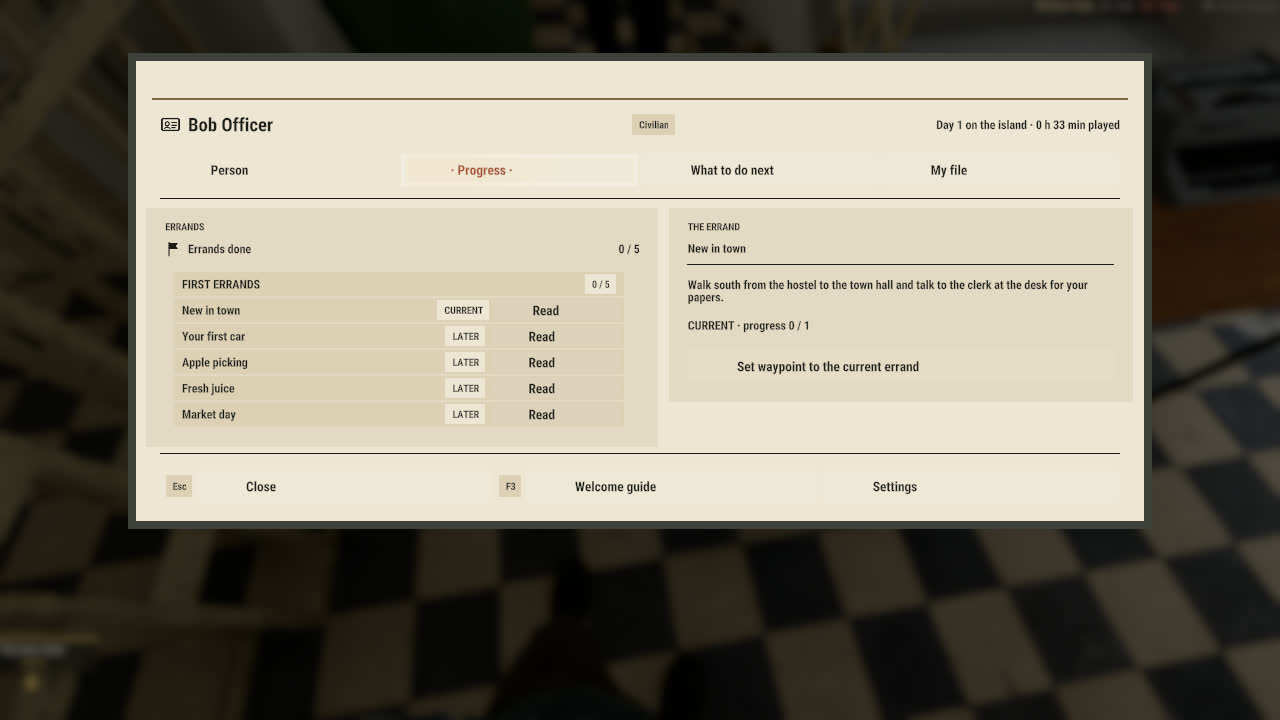 Bob Officer
Civilian
Day 1 on the island · 0 h 33 min played
Person
· Progress ·
What to do next
My file
ERRANDS
Errands done
0 / 5
FIRST ERRANDS
0 / 5
New in town
CURRENT
Read
Your first car
LATER
Read
Apple picking
LATER
Read
Fresh juice
LATER
Read
Market day
LATER
Read
THE ERRAND
New in town
Walk south from the hostel to the town hall and talk to the clerk at the desk for your
papers.
CURRENT · progress 0 / 1
Set waypoint to the current errand
Esc
Close
F3
Welcome guide
Settings